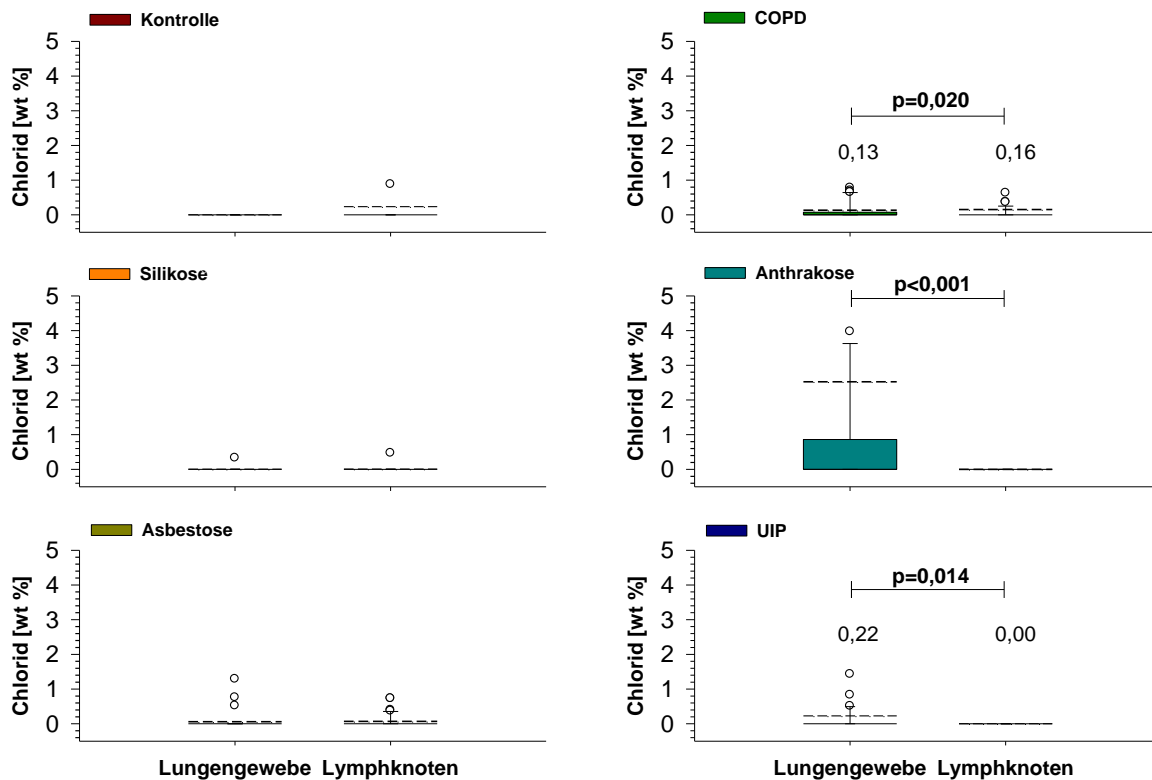 Kontrolle
Chlorid [wt %]
5
4
3
2
1
0
COPD
Chlorid [wt %]
5
4
3
2
1
0
p=0,020
0,13 0,16
Silikose
Chlorid [wt %]
5
4
3
2
1
0
Anthrakose
Chlorid [wt %]
5
4
3
2
1
0
p<0,001
Asbestose
Chlorid [wt %]
5
4
3
2
1
0
Lungengewebe Lymphknoten
UIP
Chlorid [wt %]
5
4
3
2
1
0
p=0,014
0,22 0,00
Lungengewebe Lymphknoten